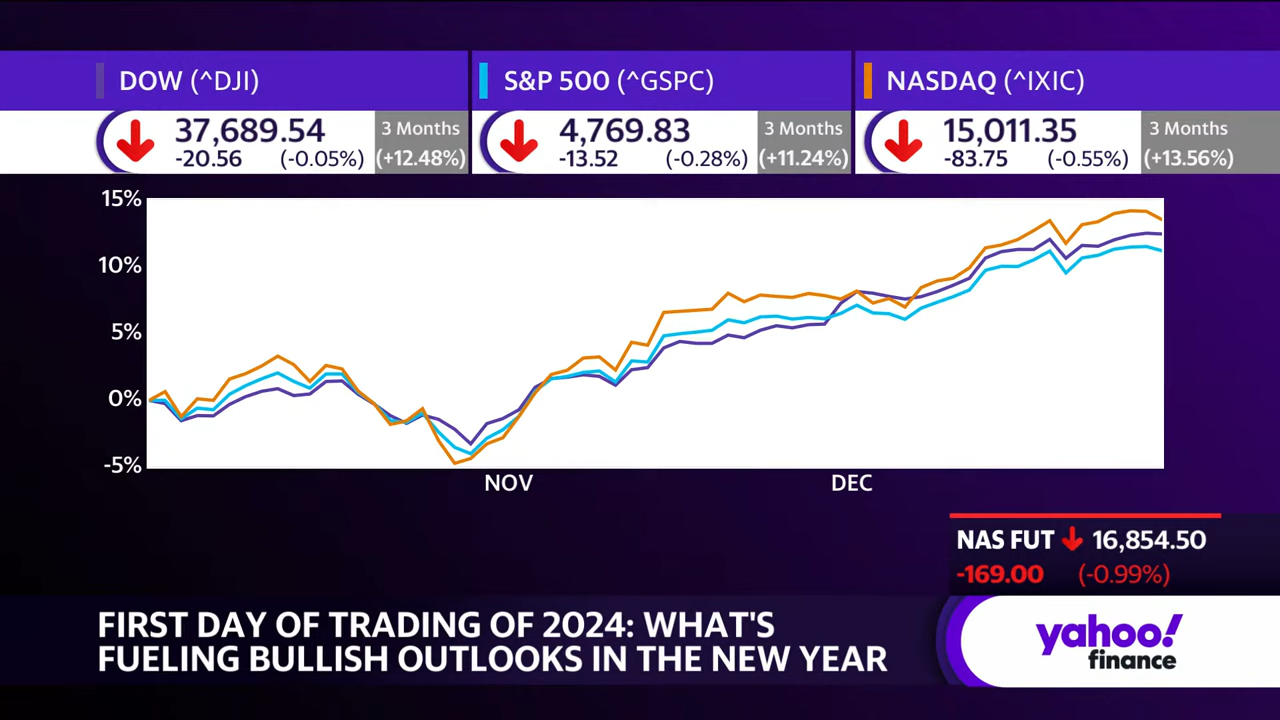 DOW (^DJI)
37,689.54
-20.56 (-0.05%)
3 Months
(+12.48%)
S&P 500 (^GSPC)
4,769.83
-13.52 (-0.28%)
3 Months
(+11.24%)
NASDAQ (^IXIC)
15,011.35
-83.75 (-0.55%)
3 Months
(+13.56%)
15%
10%
5%
0%
-5%
NOV DEC
NAS FUT 16,854.50
-169.00 (-0.99%)
FIRST DAY OF TRADING OF 2024: WHAT'S
FUELING BULLISH OUTLOOKS IN THE NEW YEAR
yahoo!
finance